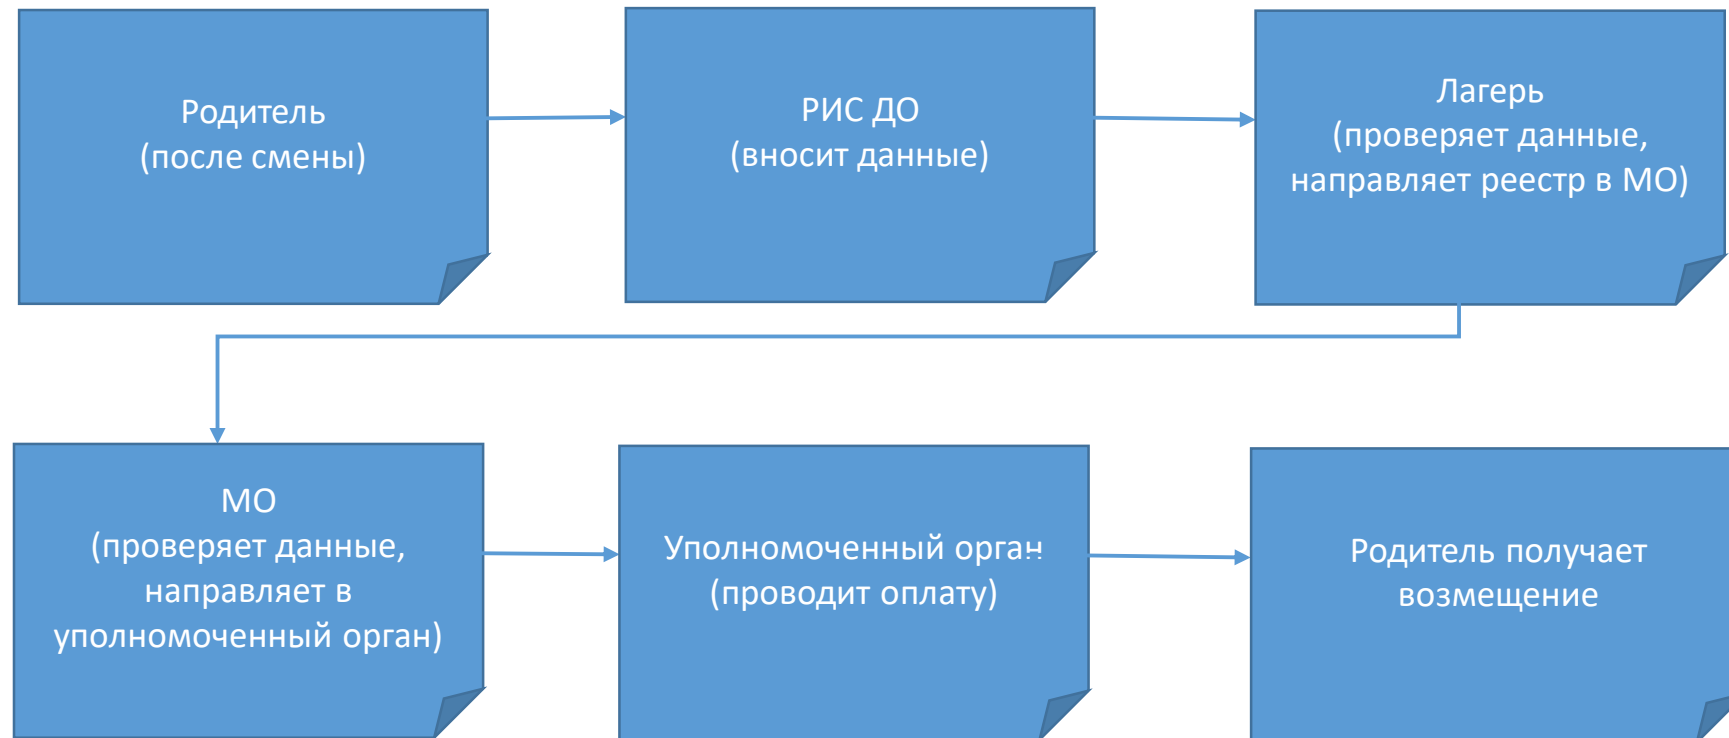 Родитель
(после смены)
РИС ДО
(вносит данные)
Лагерь
(проверяет данные,
направляет реестр в МО)
МО
(проверяет данные,
направляет в
уполномоченный орган)
Уполномоченный орган
(проводит оплату)
Родитель получает
возмещение